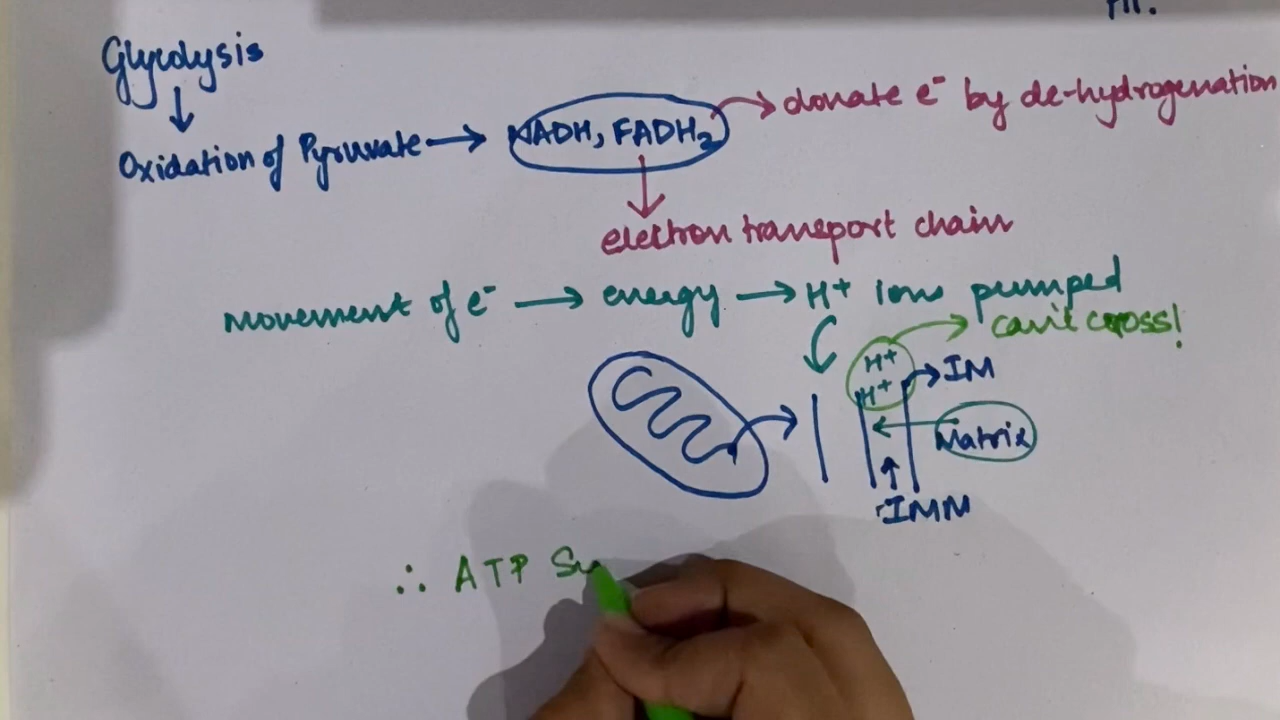 Glycolysis
↓
Oxidation of Pyruvate → NADH, FADH₂ → donate e⁻ by de-hydrogenation
↓
electron transport chain
movement of e⁻ → energy → H+ ions pumped
can't cross!
H+
H+
IM
Matrix
IMM
∴ ATP